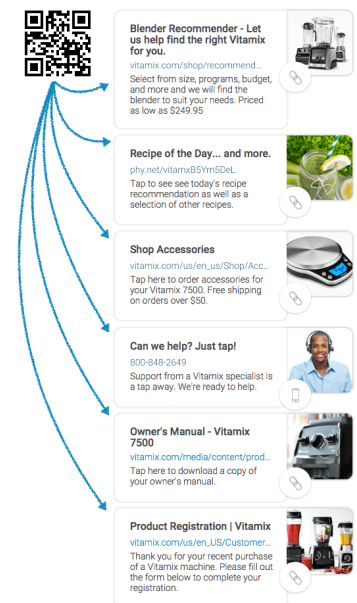 Blender Recommender - Let
us help find the right Vitamix
for you.
vitamix.com/shop/recommend...
Select from size, programs, budget,
and more and we will find the
blender to suit your needs. Priced
as low as $249.95
Recipe of the Day... and more.
phy.net/vitamxB5Ym5DeL
Tap to see see today's recipe
recommendation as well as a
selection of other recipes.
Shop Accessories
vitamix.com/us/en_us/Shop/Acc...
Tap here to order accessories for
your Vitamix 7500. Free shipping
on orders over $50.
Can we help? Just tap!
800-848-2649
Support from a Vitamix specialist is
a tap away. We're ready to help.
Owner's Manual - Vitamix
7500
vitamix.com/media/content/prod...
Tap here to download a copy of
your owner's manual.
Product Registration | Vitamix
vitamix.com/us/en_US/Customer...
Thank you for your recent purchase
of a Vitamix machine. Please fill out
the form below to complete your
registration.